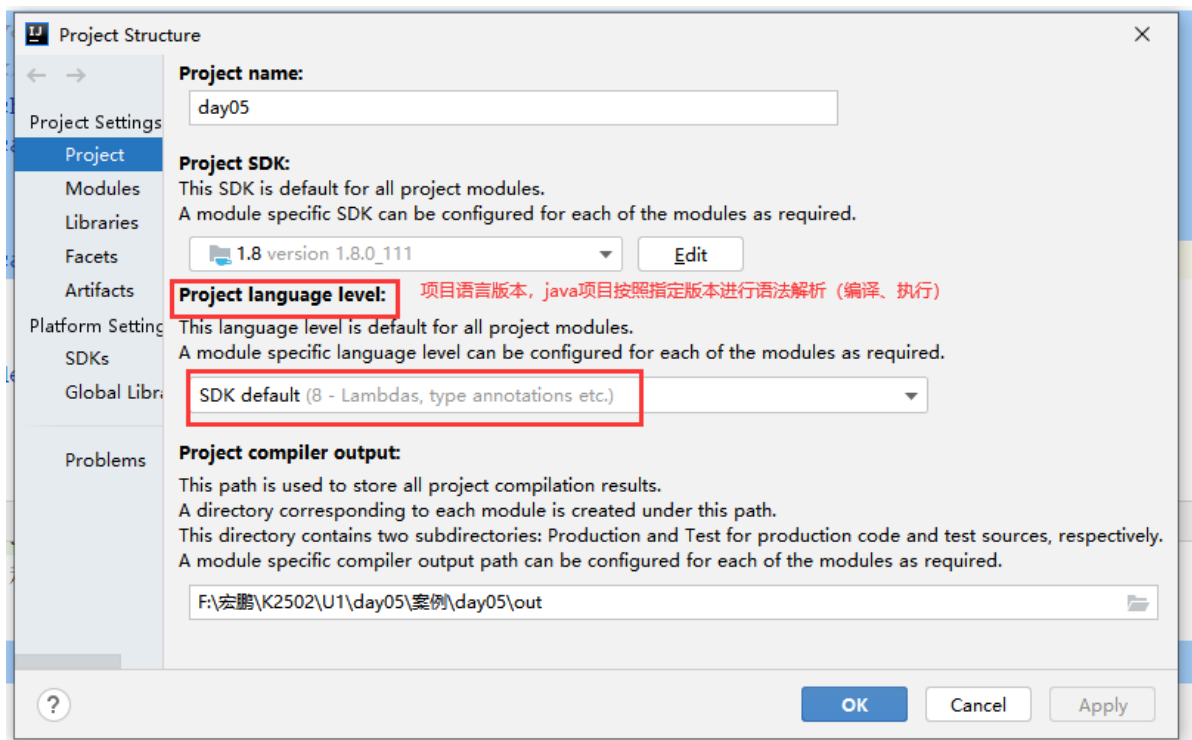 Project Structure
Project name:
day05
Project Settings
Project
Modules
Libraries
Facets
Artifacts
Platform Setting
SDKs
Global Libr
Problems
Project SDK:
This SDK is default for all project modules.
A module specific SDK can be configured for each of the modules as required.
1.8 version 1.8.0_111
Edit
Project language level:
项目语言版本，java项目按照指定版本进行语法解析（编译、执行）
This language level is default for all project modules.
A module specific language level can be configured for each of the modules as required.
SDK default (8 - Lambdas, type annotations etc.)
Project compiler output:
This path is used to store all project compilation results.
A directory corresponding to each module is created under this path.
This directory contains two subdirectories: Production and Test for production code and test sources, respectively.
A module specific compiler output path can be configured for each of the modules as required.
F:\宏鹏\K2502\U1\day05\案例\day05\out
?
OK
Cancel
Apply